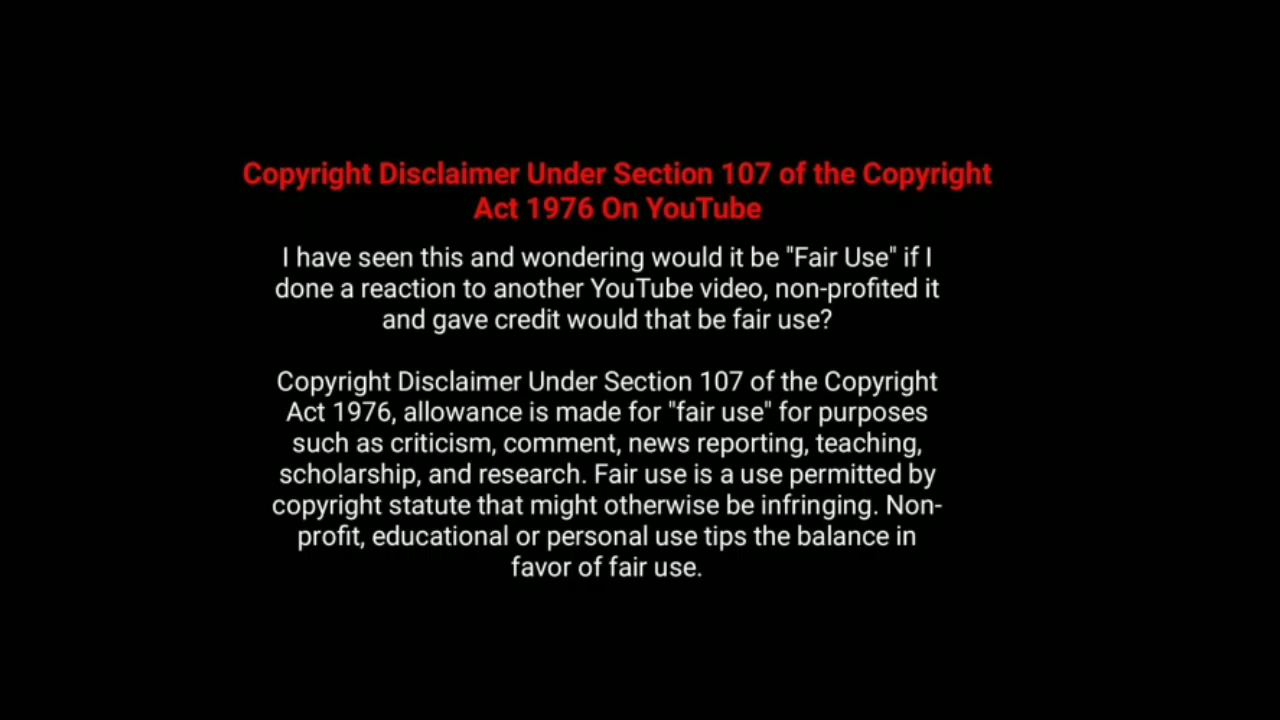 Copyright Disclaimer Under Section 107 of the Copyright
Act 1976 On YouTube
I have seen this and wondering would it be "Fair Use" if I
done a reaction to another YouTube video, non-profited it
and gave credit would that be fair use?
Copyright Disclaimer Under Section 107 of the Copyright
Act 1976, allowance is made for "fair use" for purposes
such as criticism, comment, news reporting, teaching,
scholarship, and research. Fair use is a use permitted by
copyright statute that might otherwise be infringing. Non-
profit, educational or personal use tips the balance in
favor of fair use.